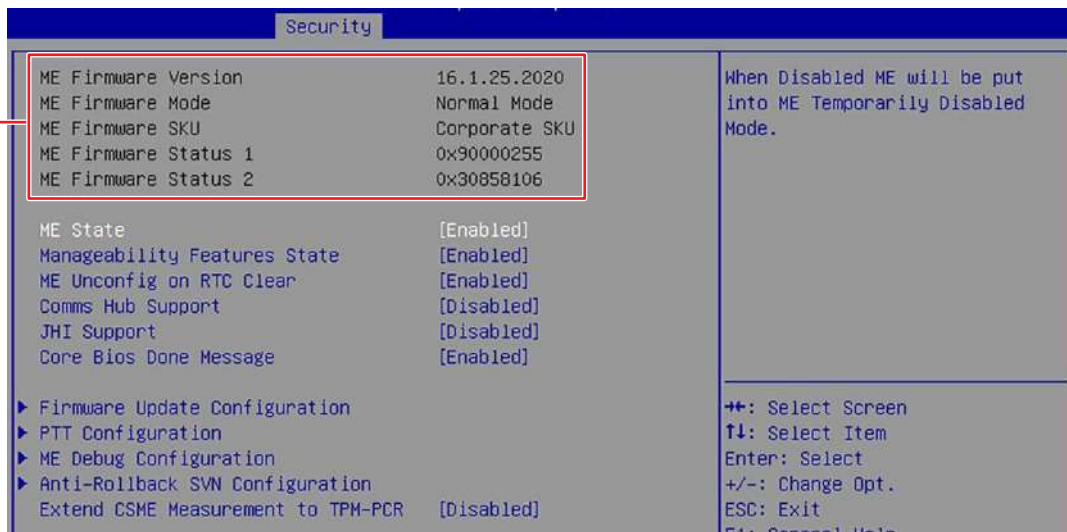 Security
ME Firmware Version 16.1.25.2020
ME Firmware Mode Normal Mode
ME Firmware SKU Corporate SKU
ME Firmware Status 1 0x90000255
ME Firmware Status 2 0x30858106
ME State [Enabled]
Manageability Features State [Enabled]
ME Unconfig on RTC Clear [Enabled]
Comms Hub Support [Disabled]
JHI Support [Disabled]
Core Bios Done Message [Enabled]
Firmware Update Configuration
PTT Configuration
ME Debug Configuration
Anti-Rollback SVN Configuration
Extend CSME Measurement to TPM-PCR [Disabled]
When Disabled ME will be put
into ME Temporarily Disabled
Mode.
→←: Select Screen
↑↓: Select Item
Enter: Select
+/-: Change Opt.
ESC: Exit